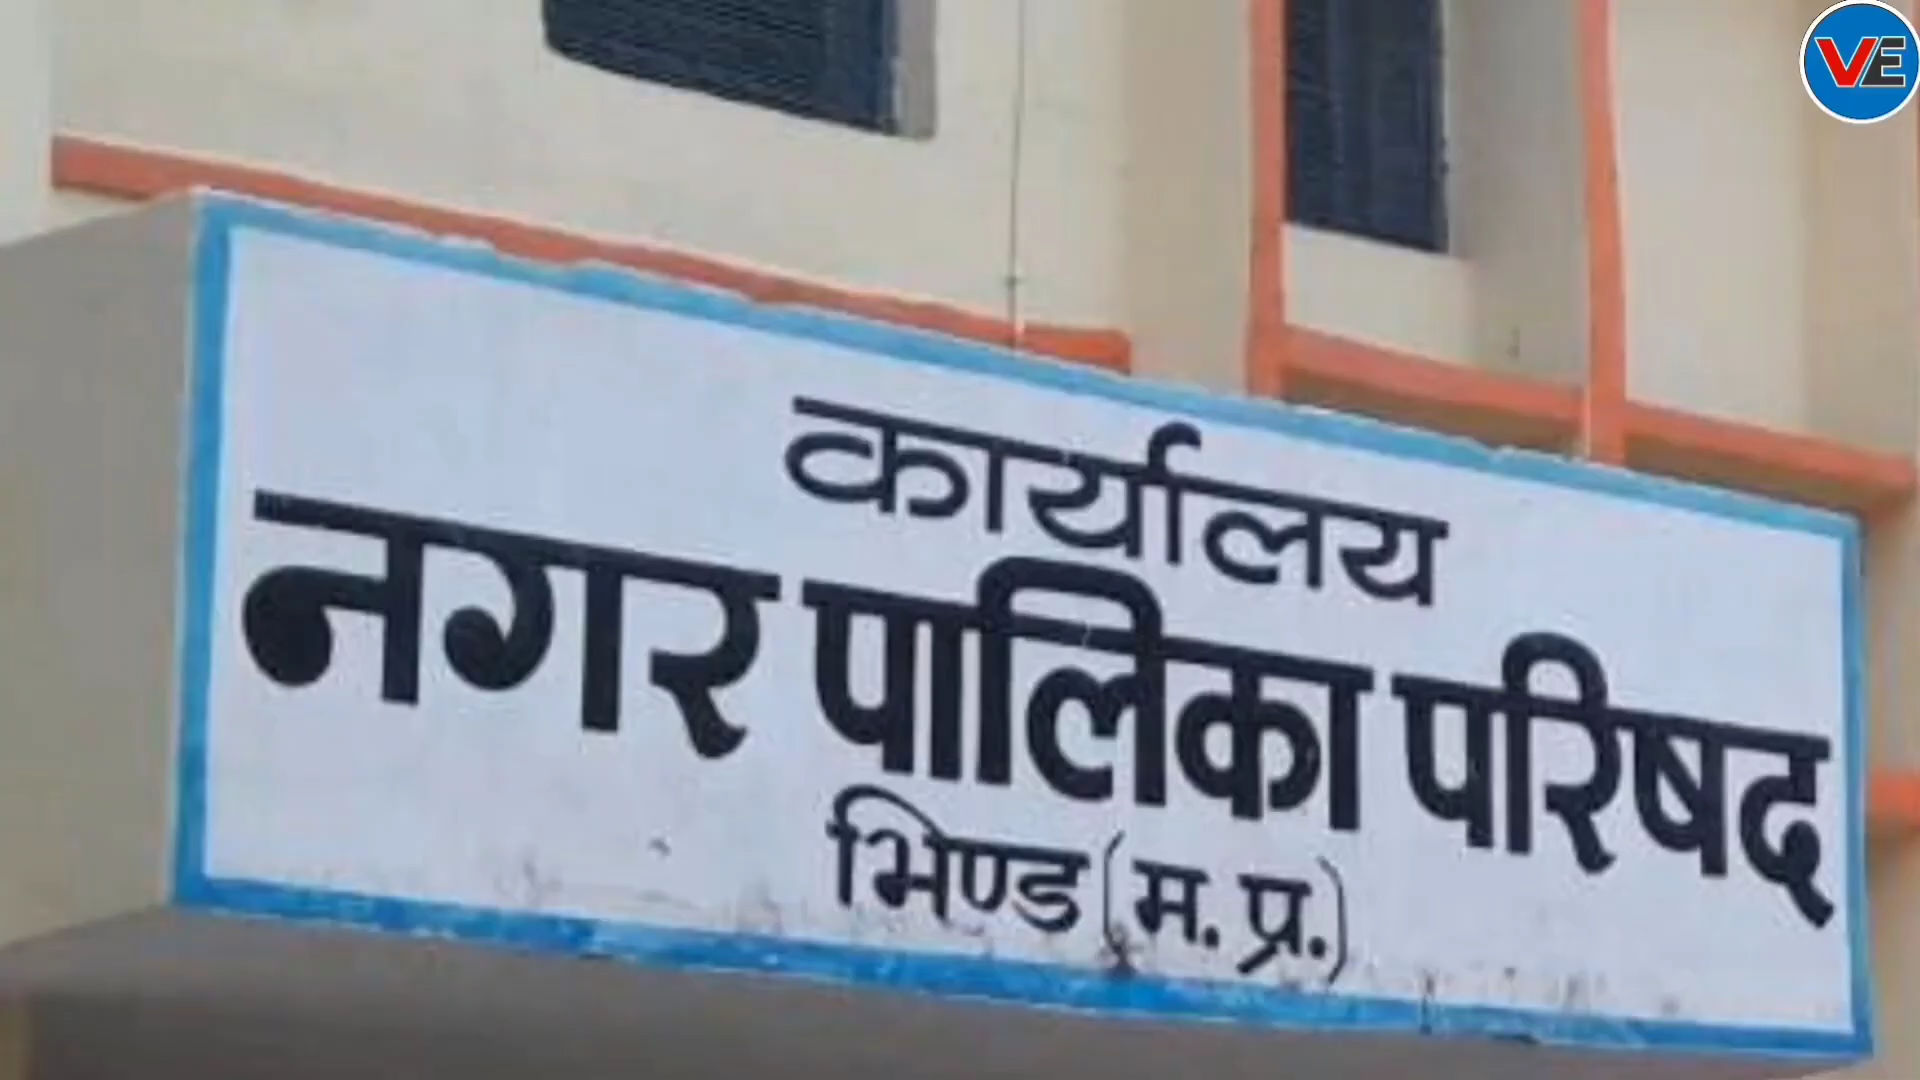 VE
कार्यालय
नगर पालिका परिषद
भिण्ड (म. प्र.)